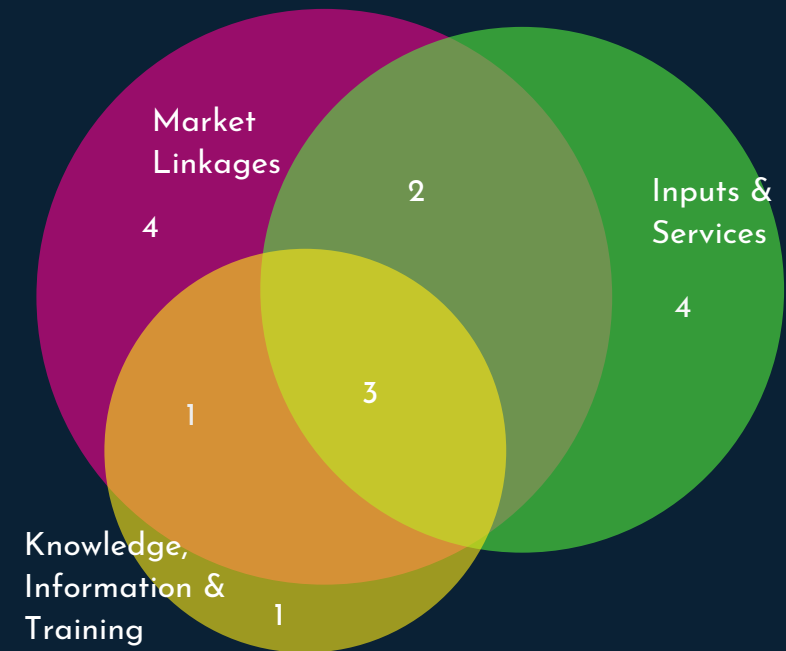 Market
Linkages
4
2
Inputs &
Services
4
3
1
Knowledge,
Information &
Training
1